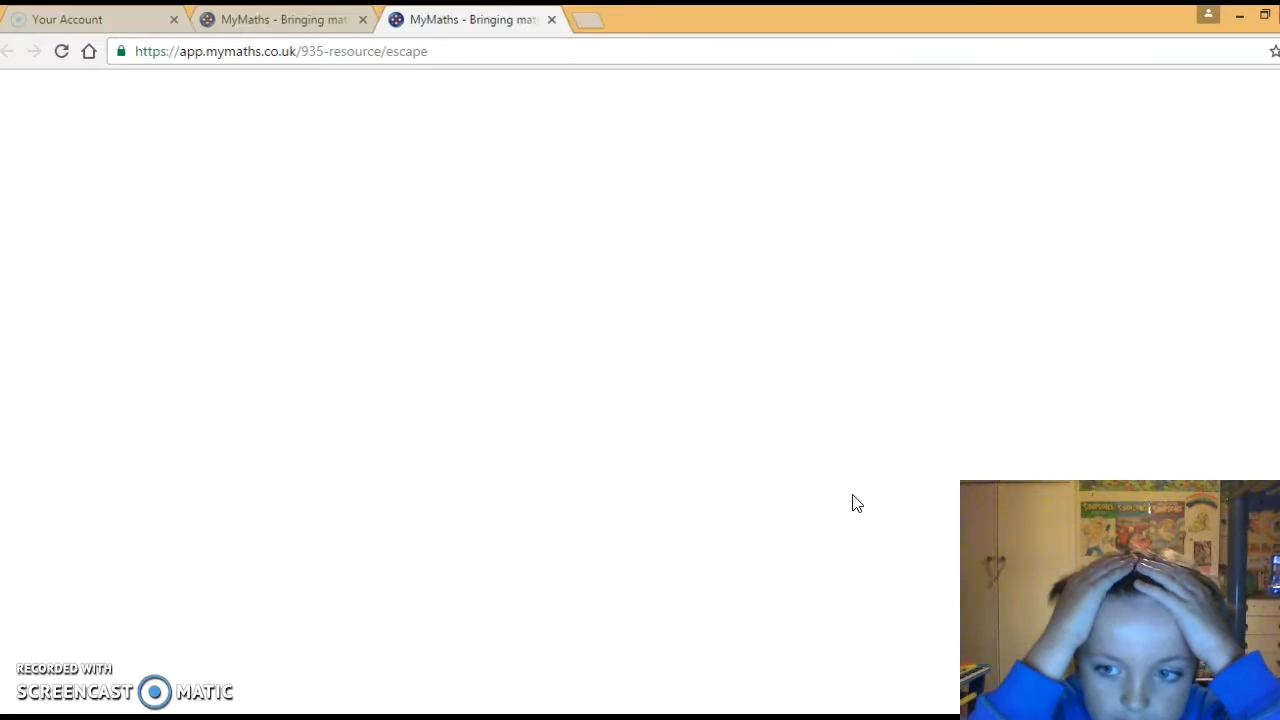 Your Account
MyMaths - Bringing mat
MyMaths - Bringing mat
https://app.mymaths.co.uk/935-resource/escape
SIMPSONS
RECORDED WITH
SCREENCAST MATIC